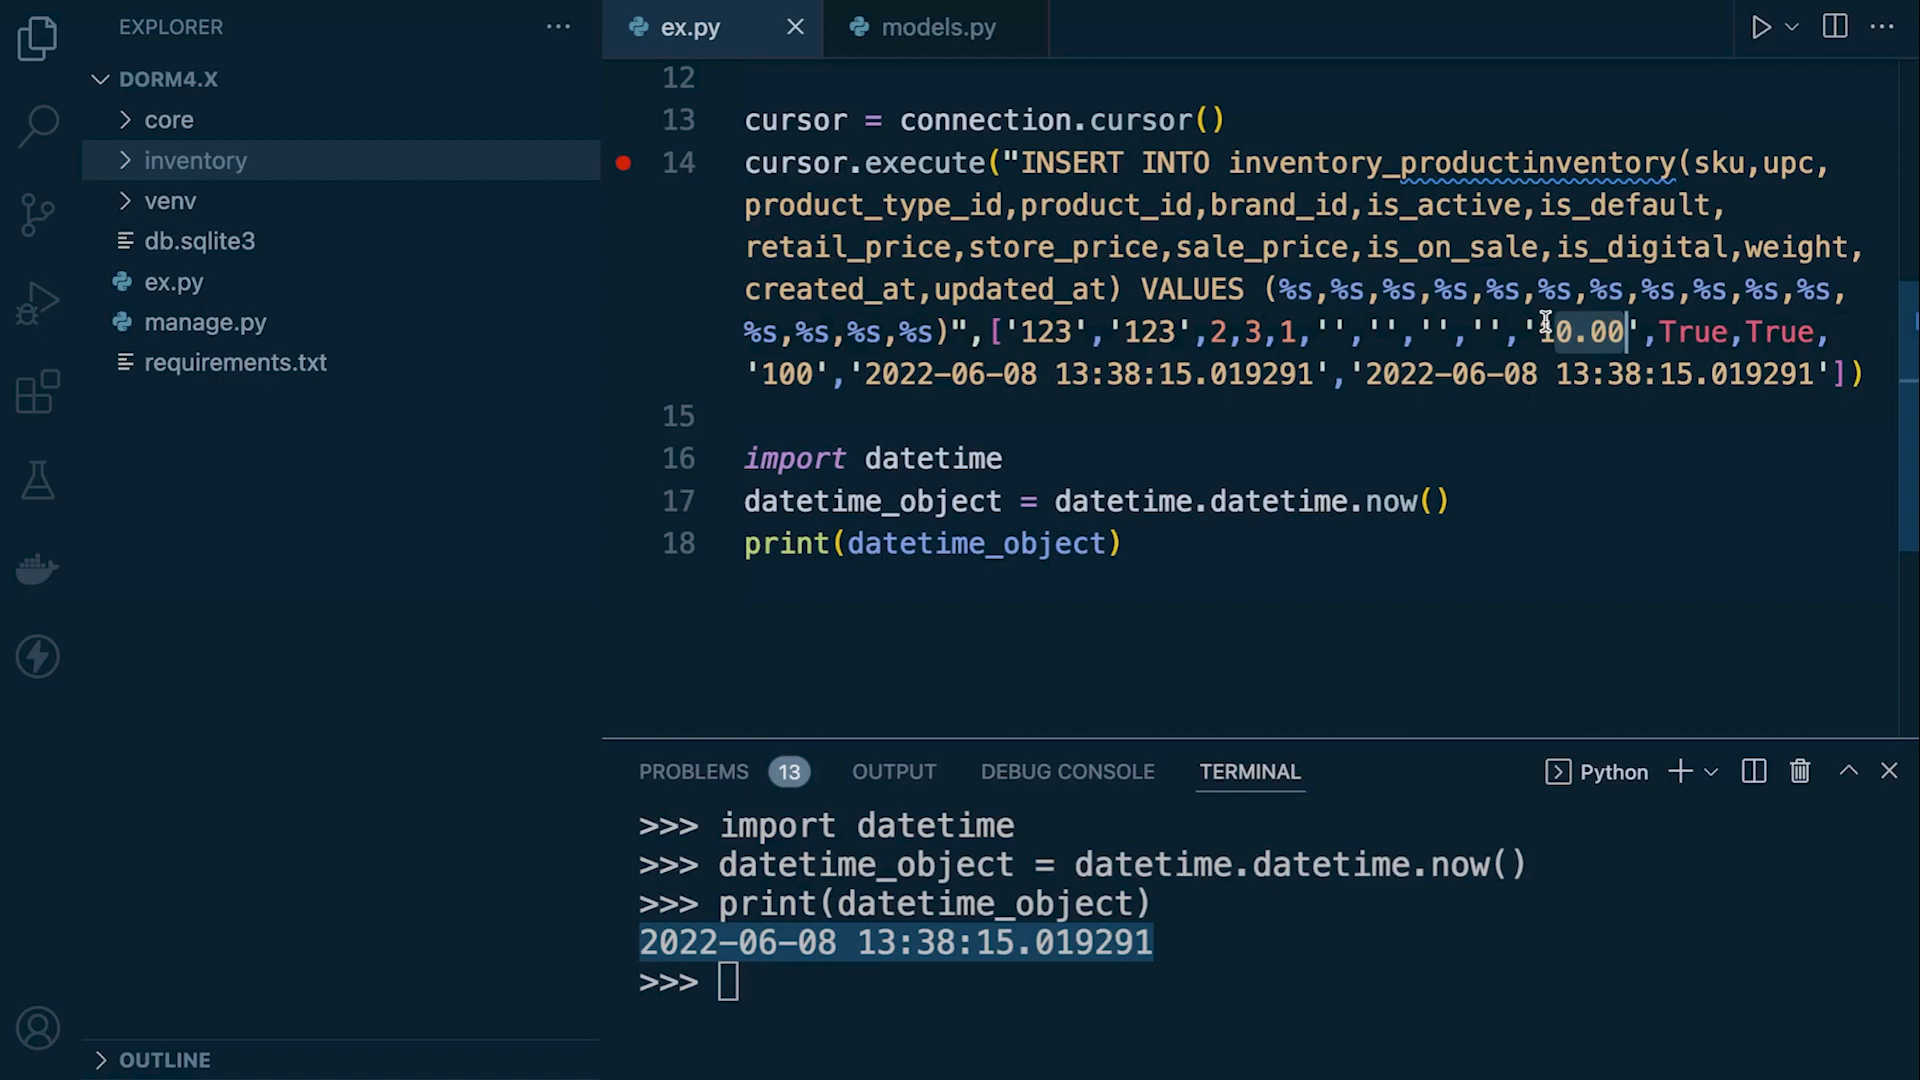 EXPLORER
DORM4.X
core
inventory
venv
db.sqlite3
ex.py
manage.py
requirements.txt
OUTLINE
ex.py
models.py
12
13 cursor = connection.cursor()
14 cursor.execute("INSERT INTO inventory_productinventory(sku,upc,
product_type_id,product_id,brand_id,is_active,is_default,
retail_price,store_price,sale_price,is_on_sale,is_digital,weight,
created_at,updated_at) VALUES (%s,%s,%s,%s,%s,%s,%s,%s,%s,%s,%s,
%s,%s,%s,%s)",['123','123',2,3,1,'','','','','10.00',True,True,
'100','2022-06-08 13:38:15.019291','2022-06-08 13:38:15.019291'])
15
16 import datetime
17 datetime_object = datetime.datetime.now()
18 print(datetime_object)
PROBLEMS 13 OUTPUT DEBUG CONSOLE TERMINAL Python
>>> import datetime
>>> datetime_object = datetime.datetime.now()
>>> print(datetime_object)
2022-06-08 13:38:15.019291
>>>